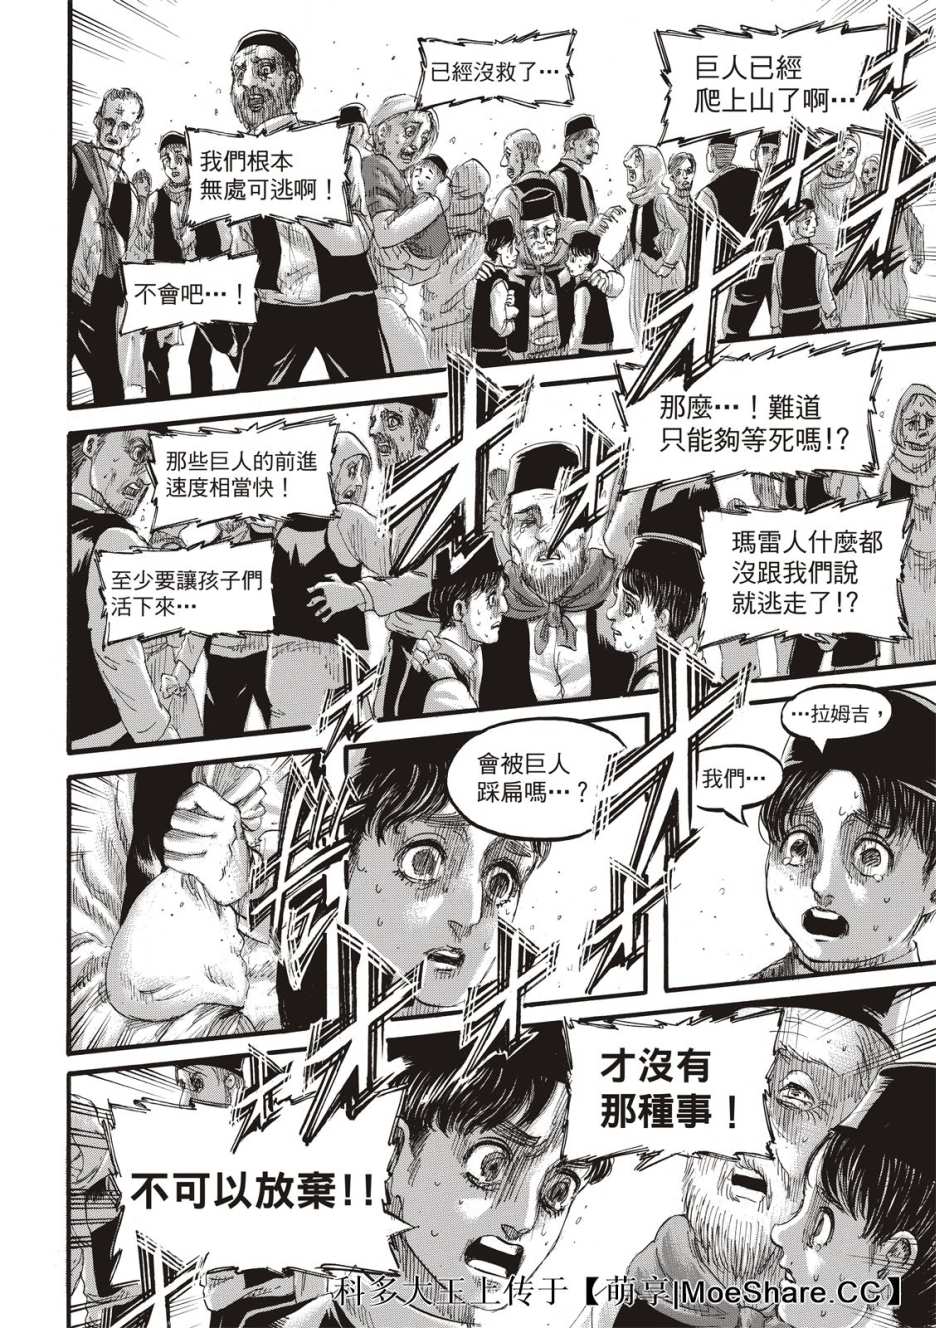 巨人已經
爬上山了啊…
已經沒救了…
我們根本
無處可逃啊！
不會吧…！
那麼…！難道
只能夠等死嗎!?
瑪雷人什麼都
沒跟我們說
就逃走了!?
那些巨人的前進
速度相當快！
至少要讓孩子們
活下來…
…拉姆吉，
我們…
會被巨人
踩扁嗎…？
才沒有
那種事！
不可以放棄!!
科多大王上传于【萌享|MoeShare.CC】